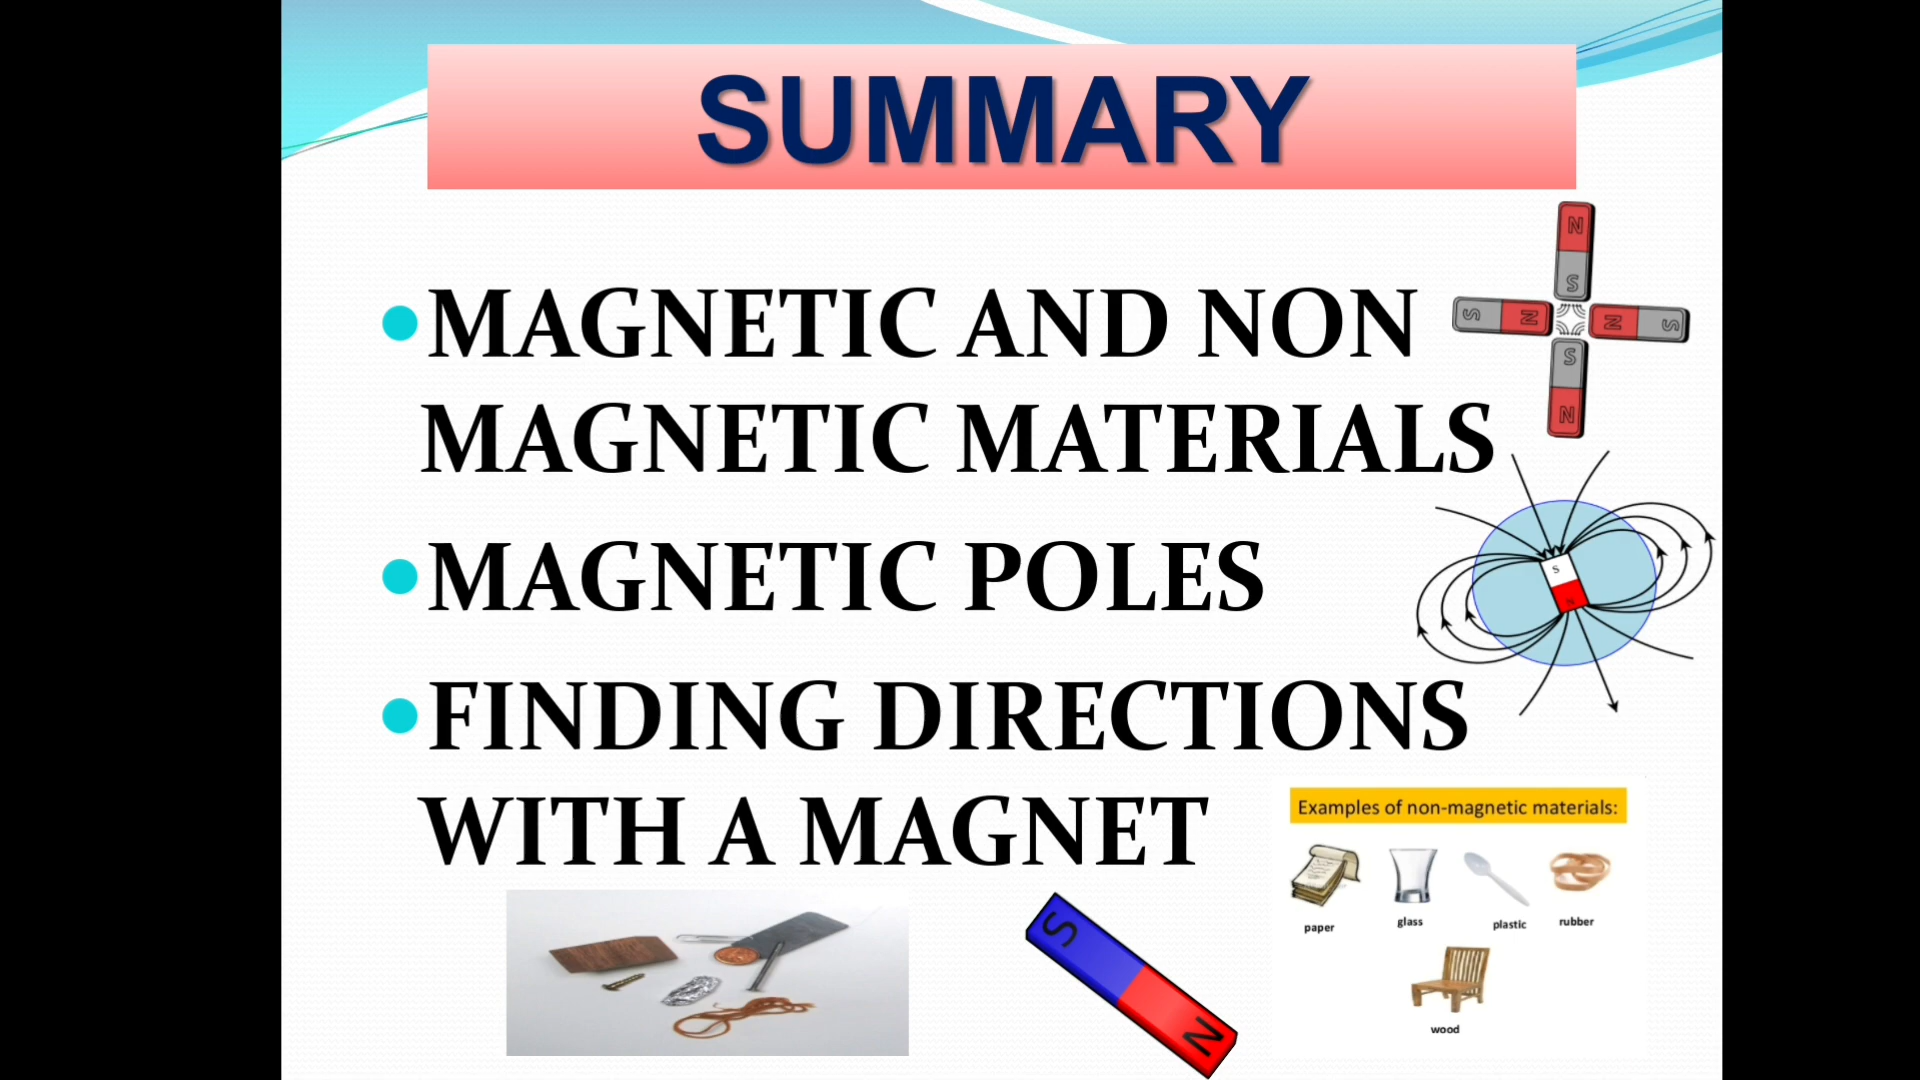 SUMMARY
MAGNETIC AND NON
MAGNETIC MATERIALS
MAGNETIC POLES
FINDING DIRECTIONS
WITH A MAGNET
N
S
S N
N S
S
N
S
N
Examples of non-magnetic materials:
paper
glass
plastic
rubber
wood
S
N